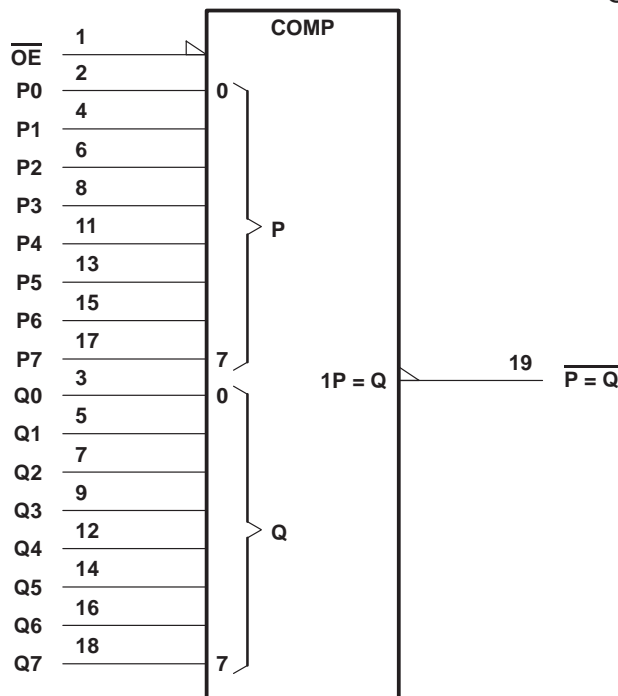 COMP
O̅E̅ 1
P0 2 0
P1 4
P2 6
P3 8
P4 11
P P5 13
P6 15
P7 17 7
1P = Q 19 P̅ ̅=̅ ̅Q̅
Q0 3 0
Q1 5
Q2 7
Q3 9
Q4 12
Q
Q5 14
Q6 16
Q7 18 7